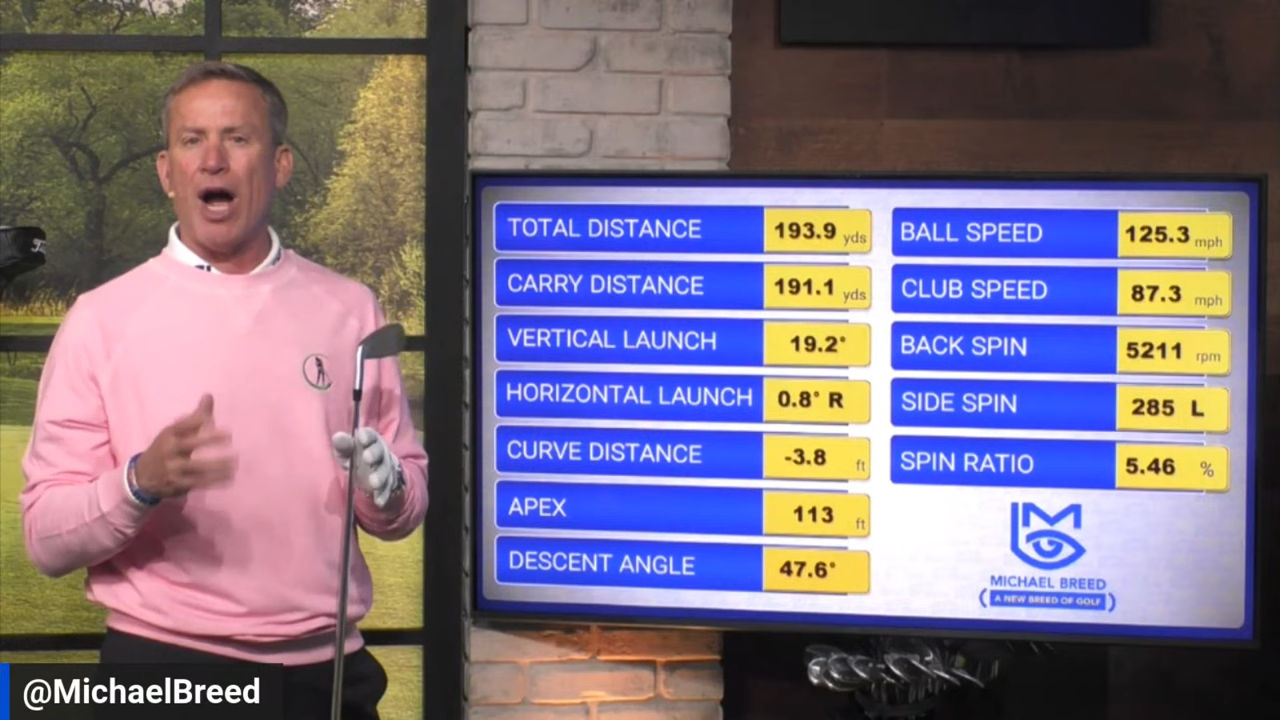 TOTAL DISTANCE 193.9 yds
CARRY DISTANCE 191.1 yds
VERTICAL LAUNCH 19.2°
HORIZONTAL LAUNCH 0.8° R
CURVE DISTANCE -3.8 ft
APEX 113 ft
DESCENT ANGLE 47.6°
BALL SPEED 125.3 mph
CLUB SPEED 87.3 mph
BACK SPIN 5211 rpm
SIDE SPIN 285 L
SPIN RATIO 5.46 %
MICHAEL BREED
(A NEW BREED OF GOLF)
@MichaelBreed